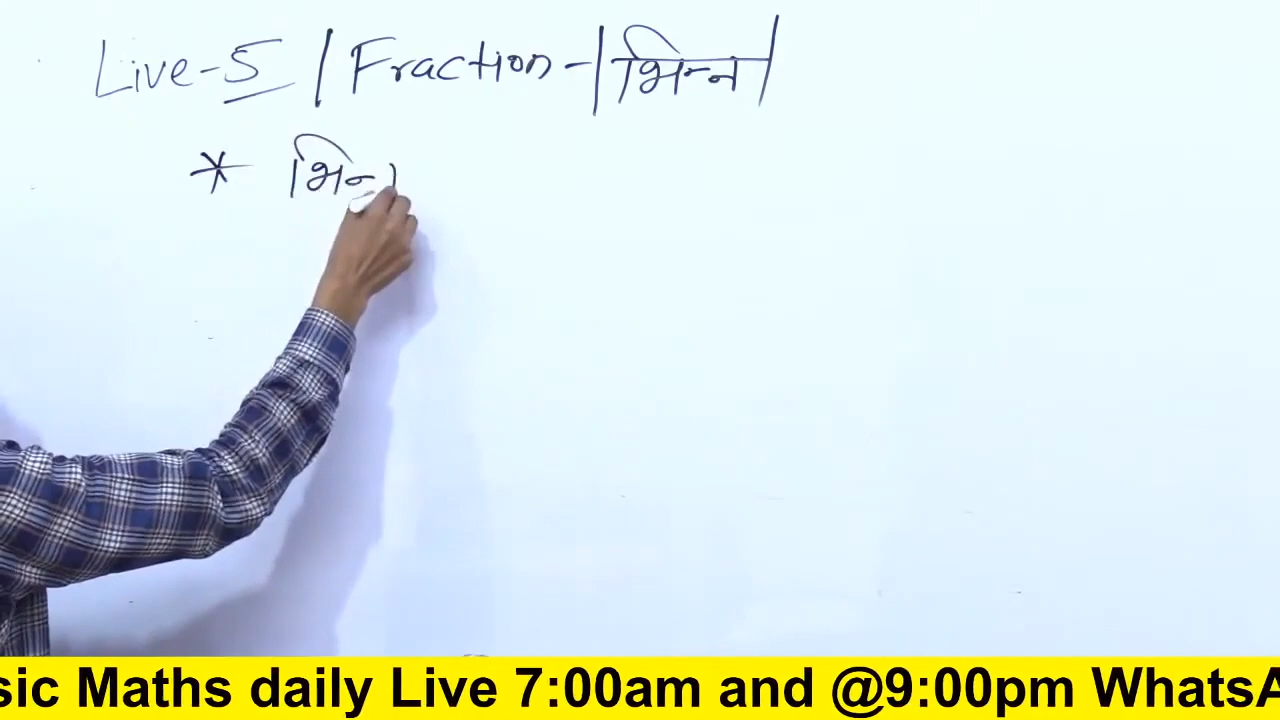 Live-5 / Fraction - | भिन्न |
* भिन्
sic Maths daily Live 7:00am and @9:00pm WhatsA